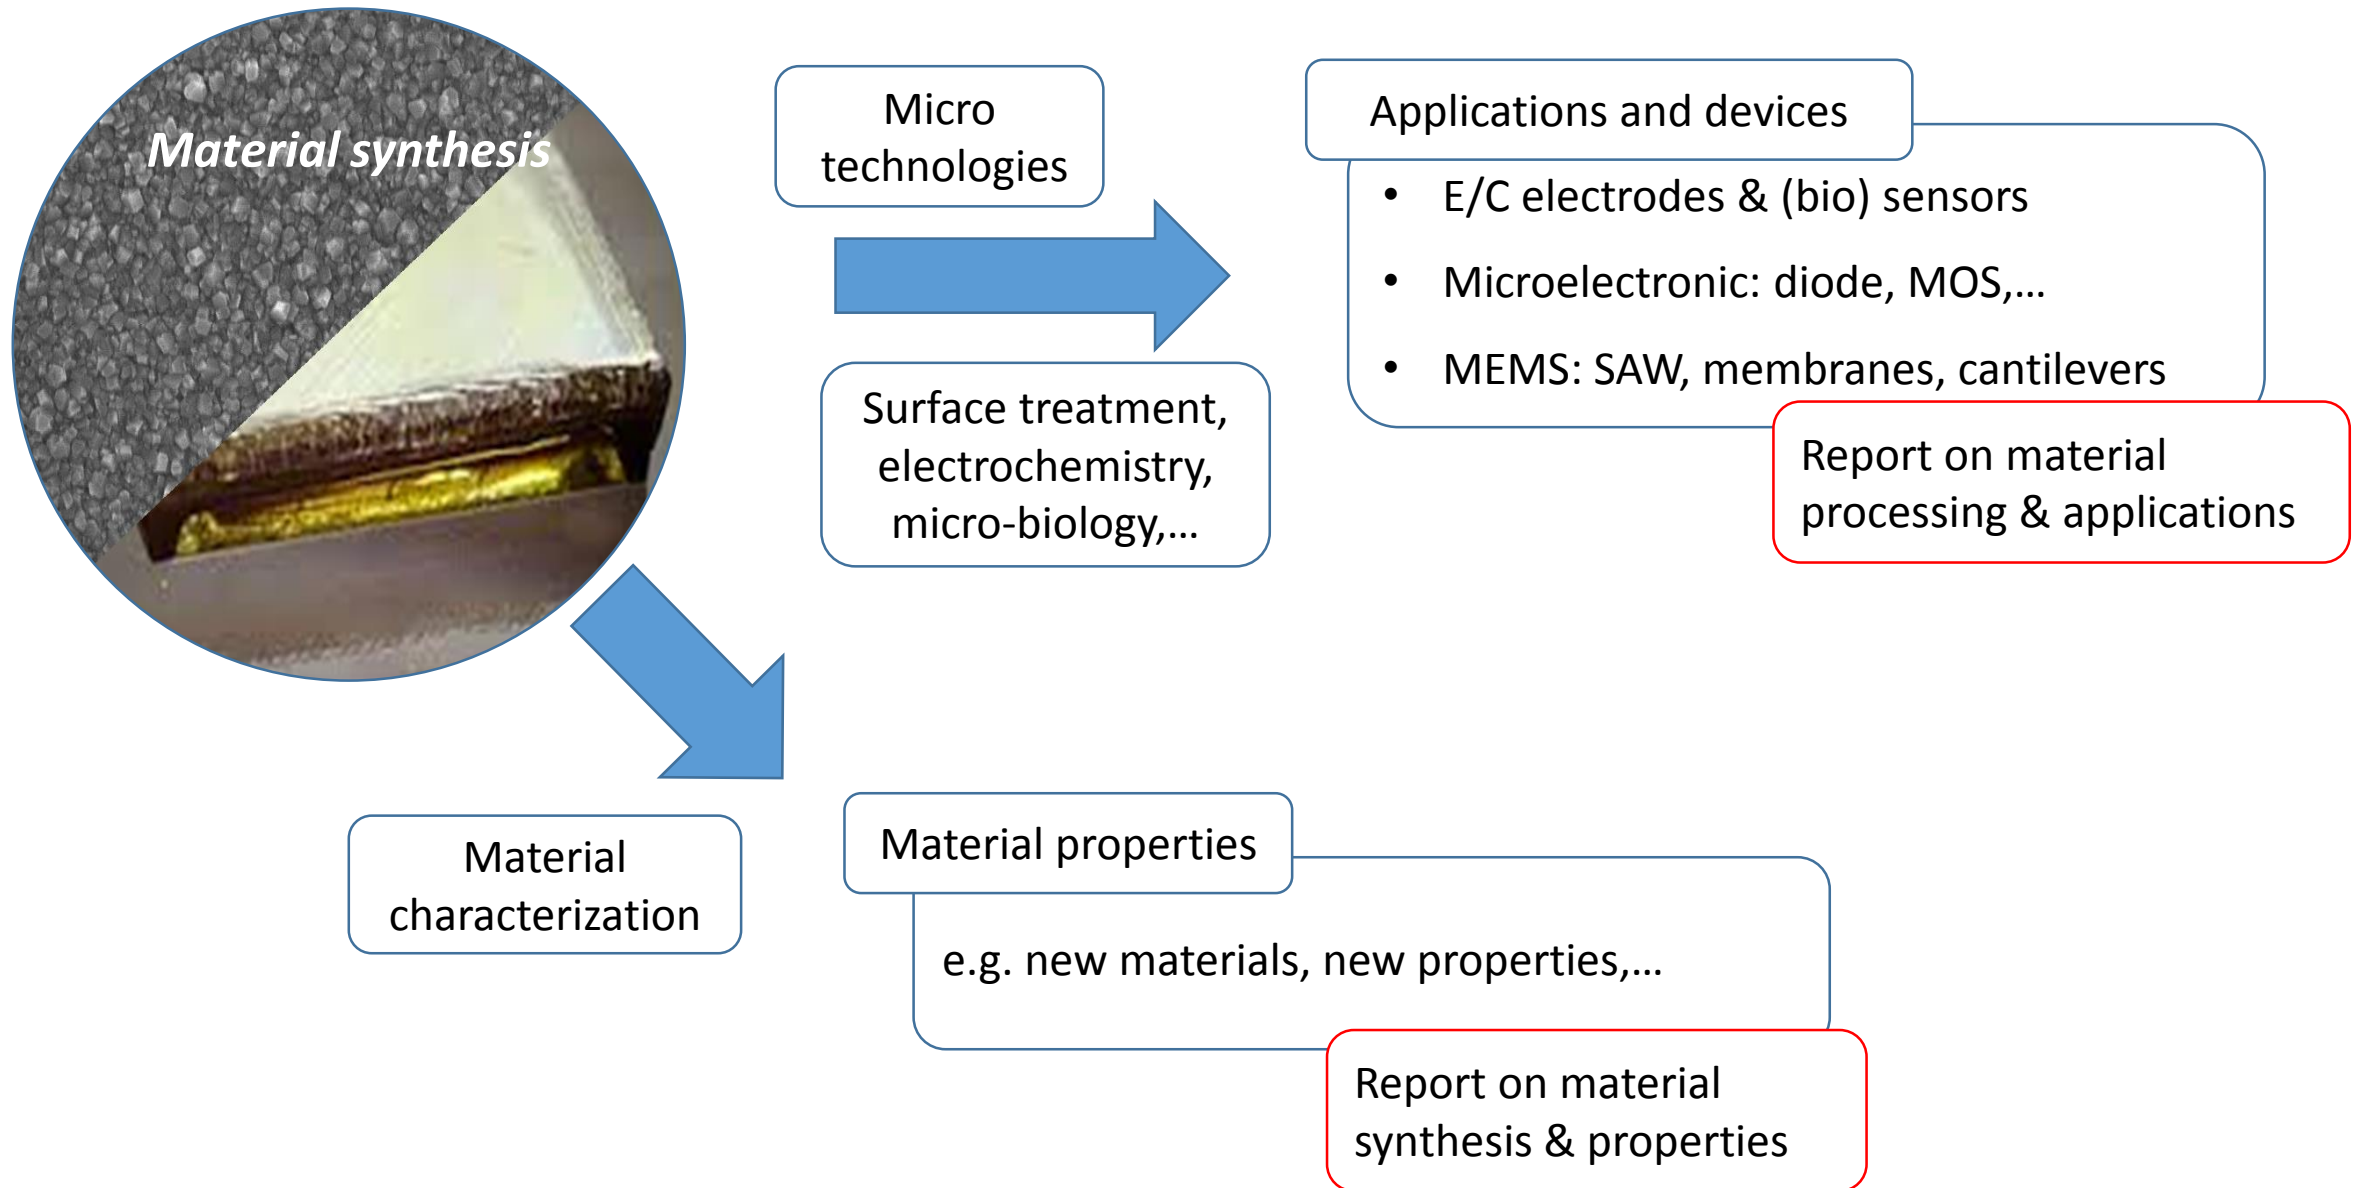 Material synthesis
Micro
technologies
Surface treatment,
electrochemistry,
micro-biology,…
Applications and devices
• E/C electrodes & (bio) sensors
• Microelectronic: diode, MOS,…
• MEMS: SAW, membranes, cantilevers
Report on material
processing & applications
Material
characterization
Material properties
e.g. new materials, new properties,…
Report on material
synthesis & properties